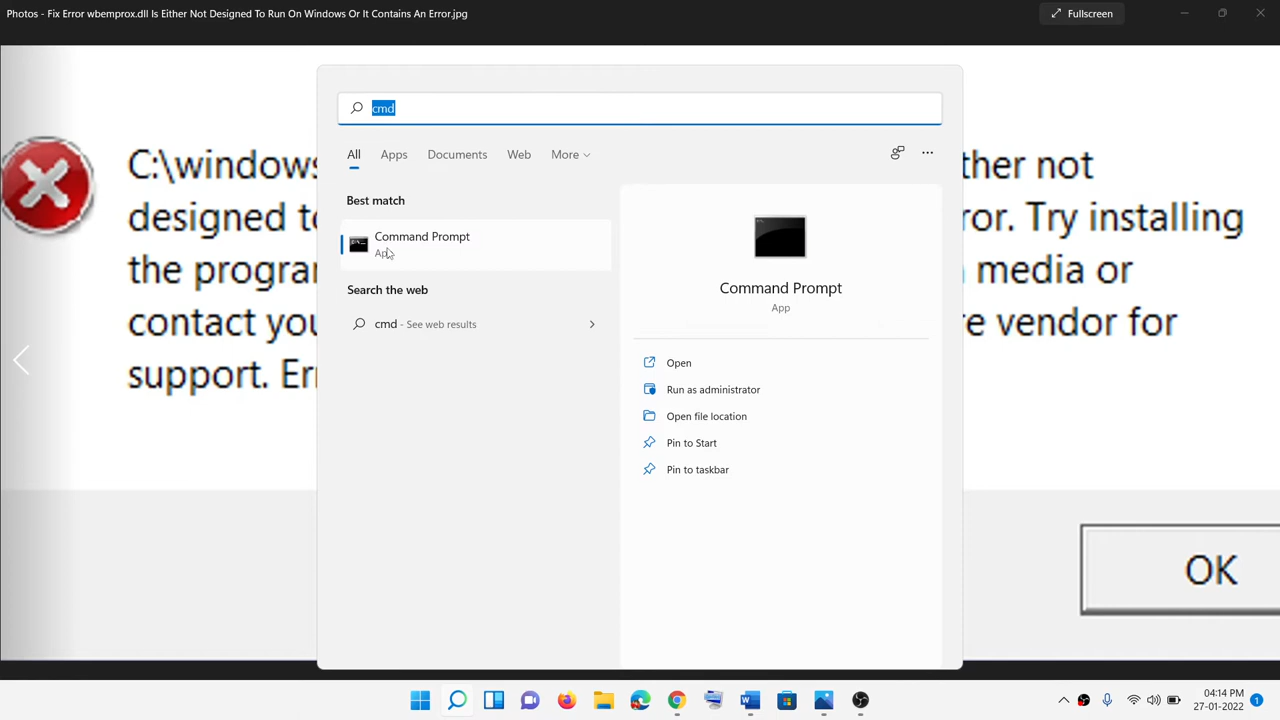 Photos - Fix Error wbemprox.dll Is Either Not Designed To Run On Windows Or It Contains An Error.jpg
Fullscreen
cmd
All Apps Documents Web More
Best match
Command Prompt
App
Search the web
cmd - See web results
Command Prompt
App
Open
Run as administrator
Open file location
Pin to Start
Pin to taskbar
C:\windows ther not
designed to ror. Try installing
the progra media or
contact you re vendor for
support. Er
OK
04:14 PM
27-01-2022
1